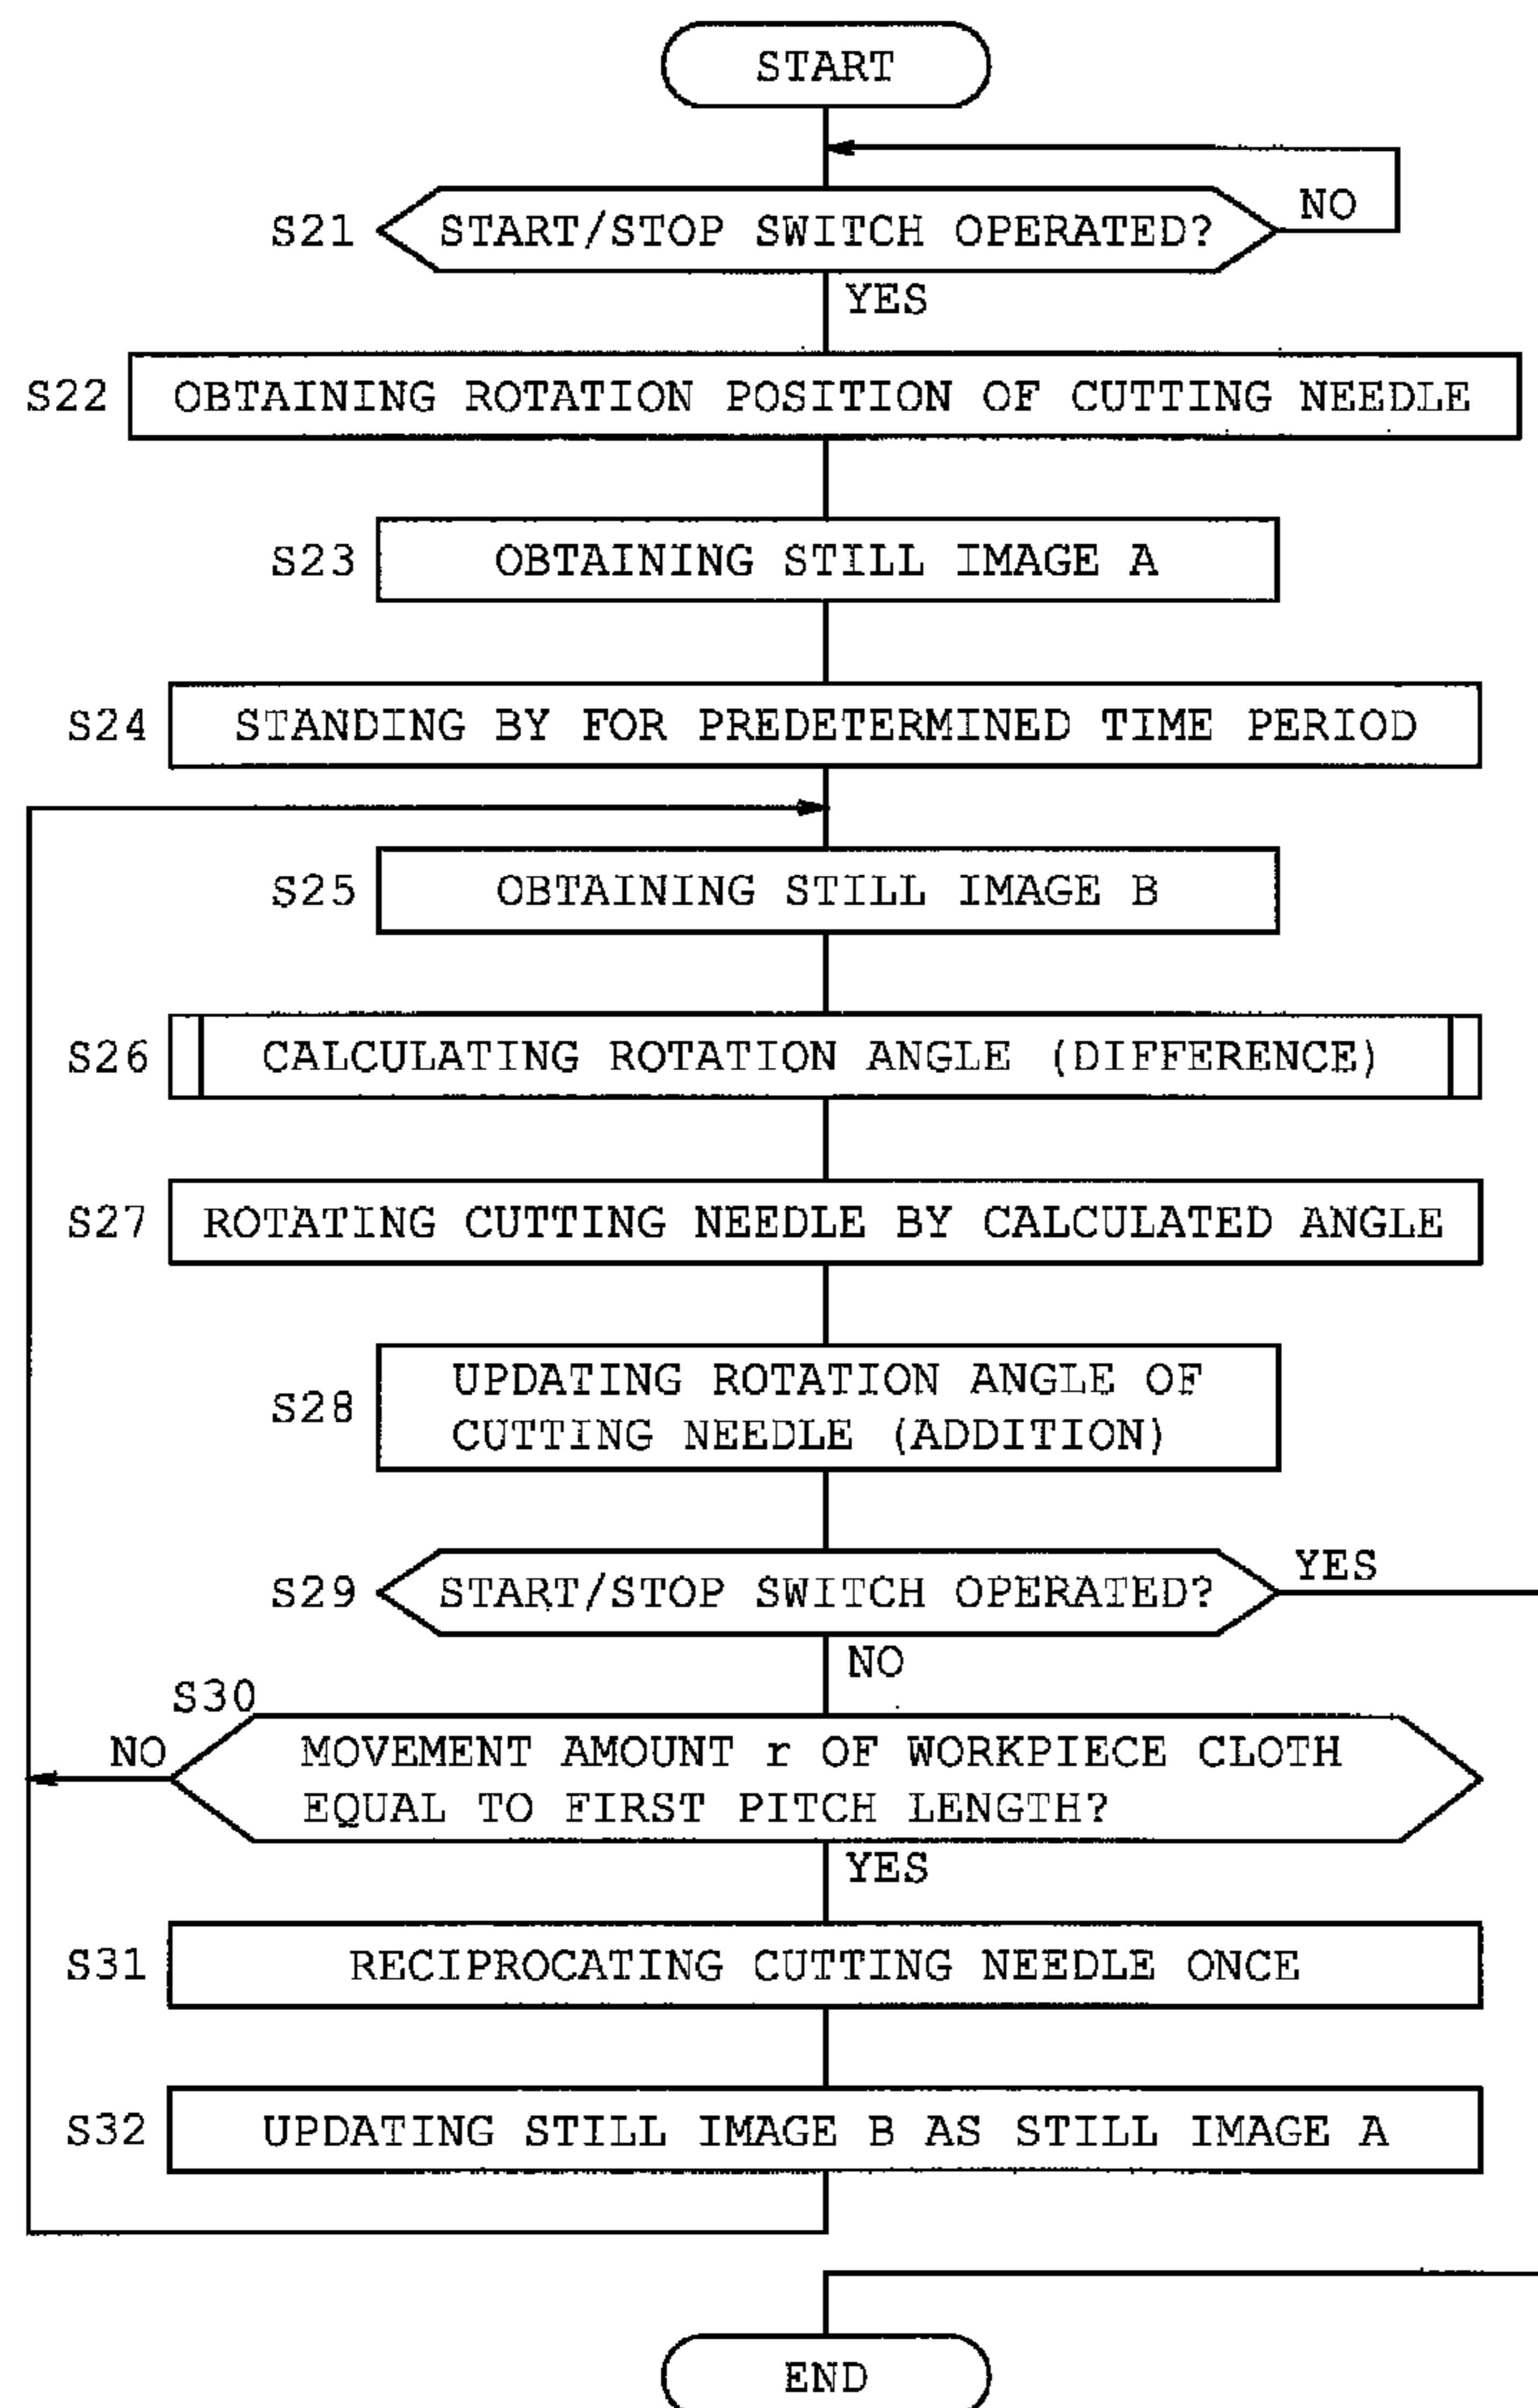 START
NO
S21 START/STOP SWITCH OPERATED?
YES
S22 OBTAINING ROTATION POSITION OF CUTTING NEEDLE
S23 OBTAINING STILL IMAGE A
S24 STANDING BY FOR PREDETERMINED TIME PERIOD
S25 OBTAINING STILL IMAGE B
S26 CALCULATING ROTATION ANGLE (DIFFERENCE)
S27 ROTATING CUTTING NEEDLE BY CALCULATED ANGLE
S28 UPDATING ROTATION ANGLE OF
CUTTING NEEDLE (ADDITION)
YES
S29 START/STOP SWITCH OPERATED?
NO
S30
NO MOVEMENT AMOUNT r OF WORKPIECE CLOTH
EQUAL TO FIRST PITCH LENGTH?
YES
S31 RECIPROCATING CUTTING NEEDLE ONCE
S32 UPDATING STILL IMAGE B AS STILL IMAGE A
END